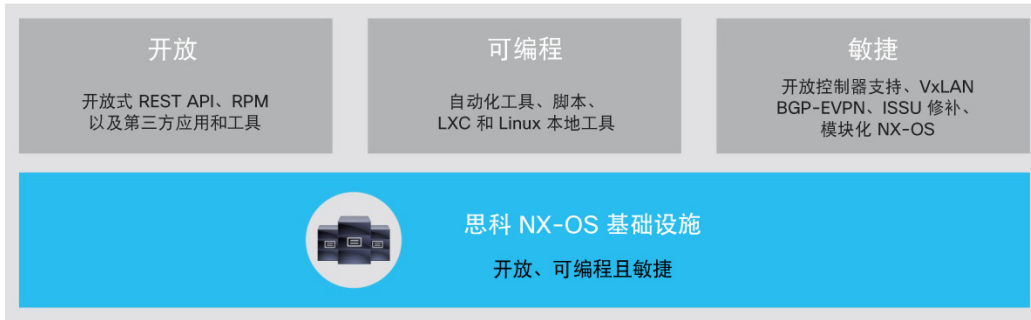 开放
开放式 REST API、RPM
以及第三方应用和工具
可编程
自动化工具、脚本、
LXC 和 Linux 本地工具
敏捷
开放控制器支持、VxLAN
BGP-EVPN、ISSU 修补、
模块化 NX-OS
思科 NX-OS 基础设施
开放、可编程且敏捷